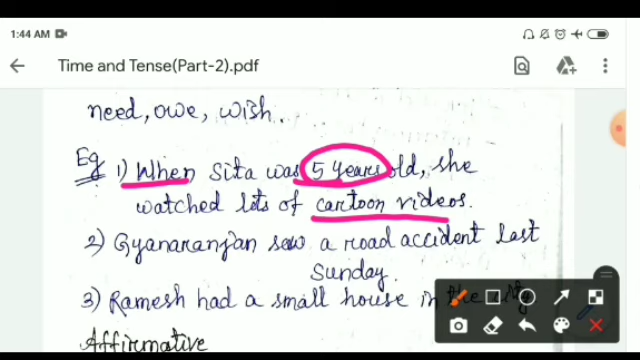 1:44 AM
Time and Tense(Part-2).pdf
need, owe, wish.
Eg 1) When Sita was 5 years old, she
watched lots of cartoon videos.
2) Gyanaranjan saw a road accident last
Sunday.
3) Ramesh had a small house in the city
Affirmative